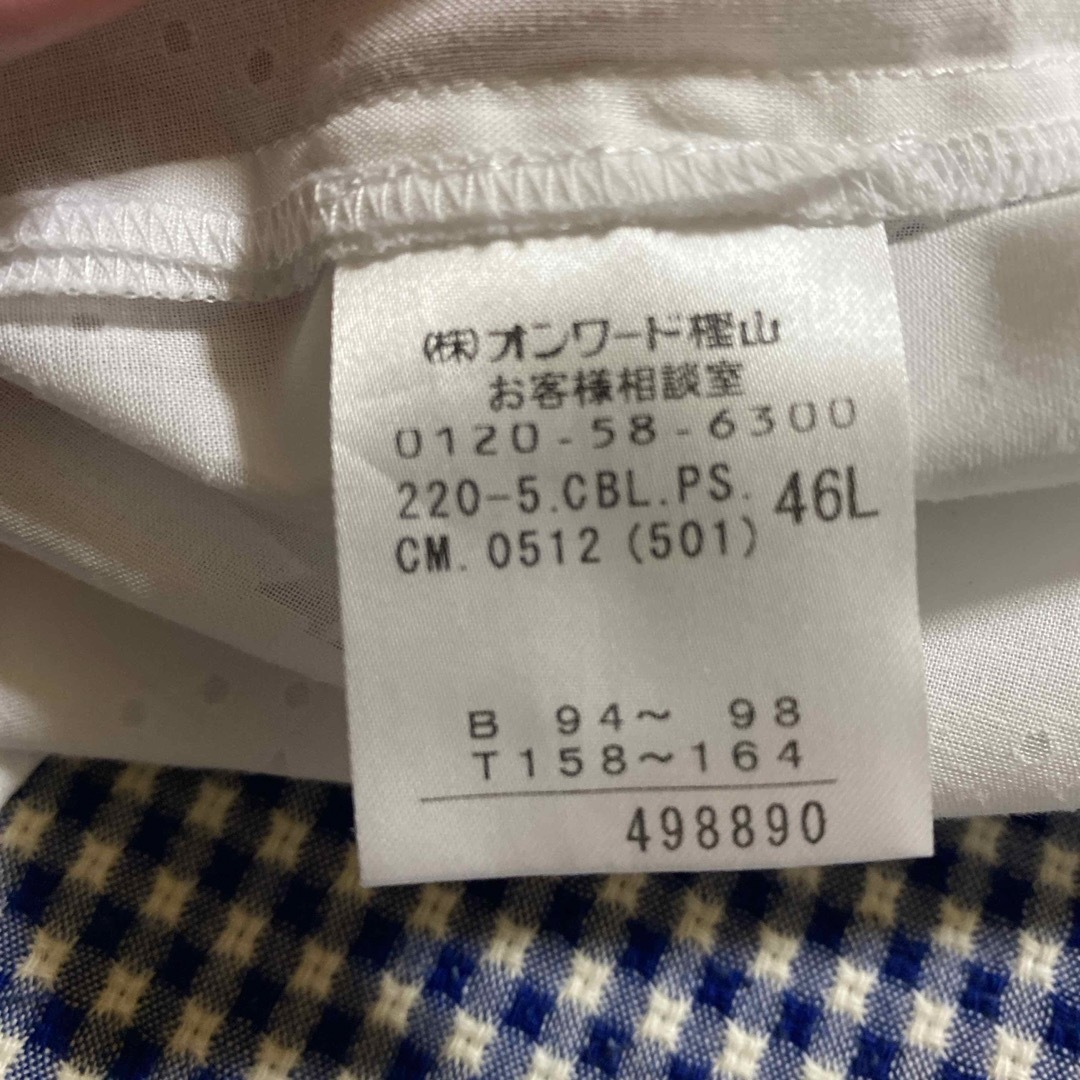 (株)オンワード樫山
お客様相談室
0120-58-6300
220-5.CBL.PS. 46L
CM. 0512 (501)
B 94〜 98
T158〜164
498890